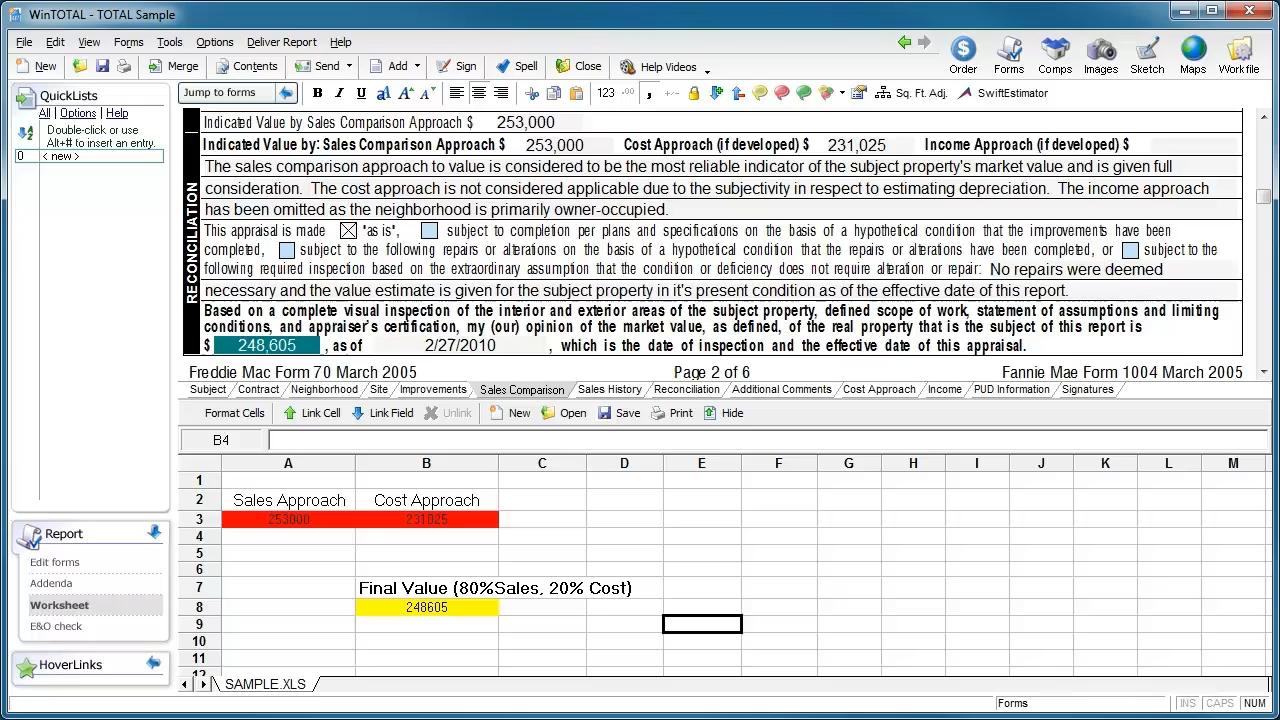 WinTOTAL - TOTAL Sample
File Edit View Forms Tools Options Deliver Report Help
New Merge Contents Send Add Sign Spell Close Help Videos
Order Forms Comps Images Sketch Maps Workfile
QuickLists
All | Options | Help
Double-click or use
Alt+# to insert an entry.
0 < new >
Jump to forms B I U 123 Sq. Ft. Adj. SwiftEstimator
Indicated Value by Sales Comparison Approach $ 253,000
Indicated Value by: Sales Comparison Approach $ 253,000 Cost Approach (if developed) $ 231,025 Income Approach (if developed) $
RECONCILIATION
The sales comparison approach to value is considered to be the most reliable indicator of the subject property's market value and is given full
consideration. The cost approach is not considered applicable due to the subjectivity in respect to estimating depreciation. The income approach
has been omitted as the neighborhood is primarily owner-occupied.
This appraisal is made "as is", subject to completion per plans and specifications on the basis of a hypothetical condition that the improvements have been
completed, subject to the following repairs or alterations on the basis of a hypothetical condition that the repairs or alterations have been completed, or subject to the
following required inspection based on the extraordinary assumption that the condition or deficiency does not require alteration or repair: No repairs were deemed
necessary and the value estimate is given for the subject property in it's present condition as of the effective date of this report.
Based on a complete visual inspection of the interior and exterior areas of the subject property, defined scope of work, statement of assumptions and limiting
conditions, and appraiser's certification, my (our) opinion of the market value, as defined, of the real property that is the subject of this report is
$ 248,605 , as of 2/27/2010 , which is the date of inspection and the effective date of this appraisal.
Freddie Mac Form 70 March 2005 Page 2 of 6 Fannie Mae Form 1004 March 2005
Subject Contract Neighborhood Site Improvements Sales Comparison Sales History Reconciliation Additional Comments Cost Approach Income PUD Information Signatures
Format Cells Link Cell Link Field Unlink New Open Save Print Hide
B4
A B C D E F G H I J K L M
1
2 Sales Approach Cost Approach
3 253000 231025
4
5
6
7 Final Value (80%Sales, 20% Cost)
8 248605
9
10
11
12
SAMPLE.XLS
Report
Edit forms
Addenda
Worksheet
E&O check
HoverLinks
Forms INS CAPS NUM